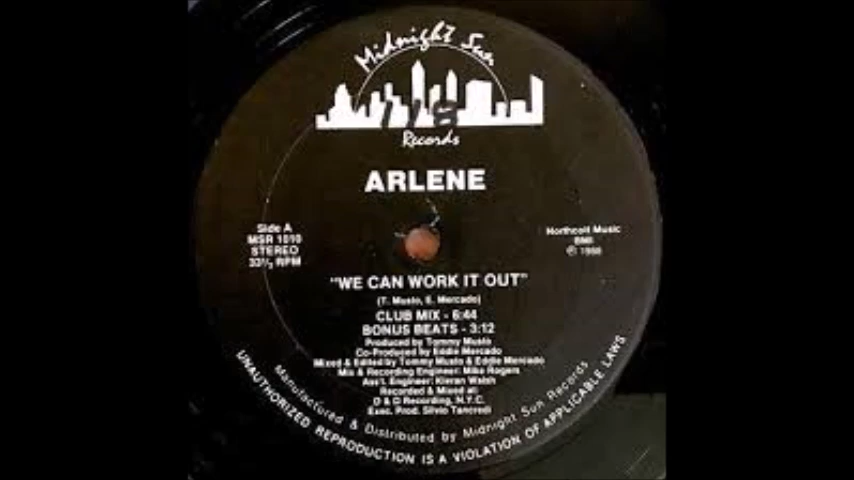 Midnight Sun
118
Records
ARLENE
Side A
MSR 1010
STEREO
33⅓ RPM
Northcott Music
BMI
℗ 1988
"WE CAN WORK IT OUT"
(T. Musto, E. Mercado)
CLUB MIX - 6:44
BONUS BEATS - 3:12
Produced by Tommy Musto
Co-Produced by Eddie Mercado
Mixed & Edited by Tommy Musto & Eddie Mercado
Mix & Recording Engineer: Mike Rogers
Ass't. Engineer: Kieran Walsh
Recorded & Mixed at
D & D Recording, N.Y.C.
Exec. Prod. Silvio Tancredi
Manufactured & Distributed by Midnight Sun Records
UNAUTHORIZED REPRODUCTION IS A VIOLATION OF APPLICABLE LAWS